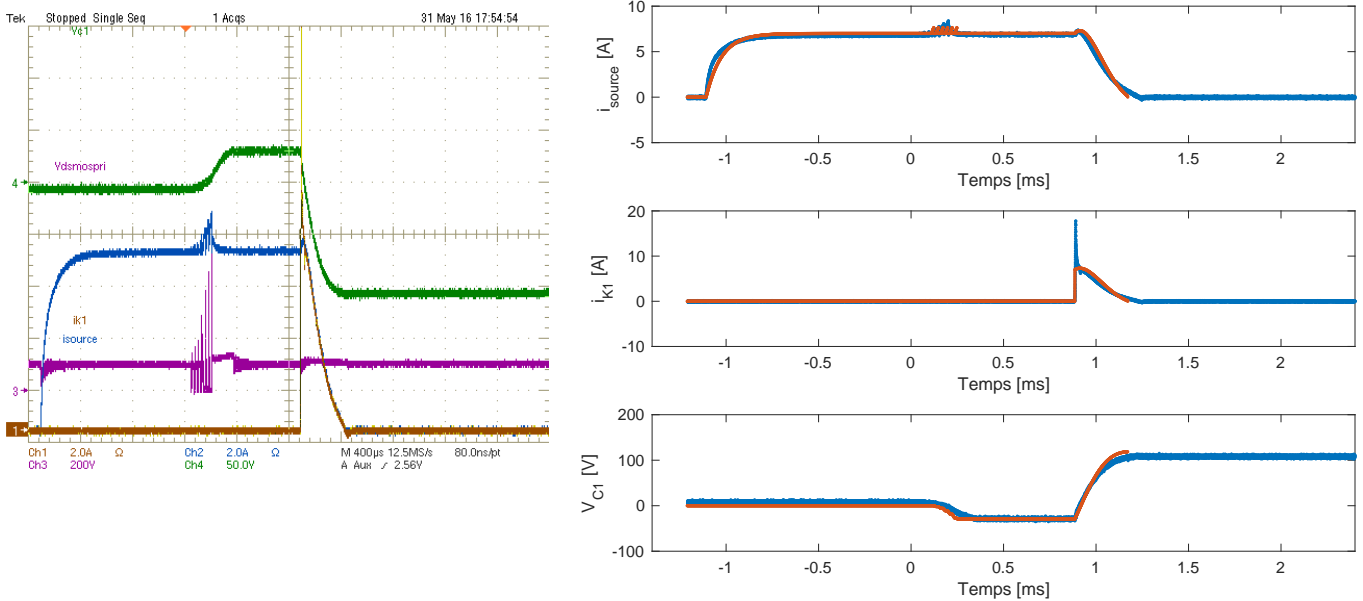 Tek Stopped Single Seq 1 Acqs 31 May 16 17:54:54
Yc1
Vdsmospri
4
ik1
isource
3
1
Ch1 2.0A Ω Ch2 2.0A Ω M 400µs 12.5MS/s 80.0ns/pt
Ch3 200V Ch4 50.0V A Aux ∫ 2.56V
10
5
0
-5
i_source [A]
-1 -0.5 0 0.5 1 1.5 2
Temps [ms]
20
10
0
-10
i_K1 [A]
-1 -0.5 0 0.5 1 1.5 2
Temps [ms]
200
100
0
-100
V_C1 [V]
-1 -0.5 0 0.5 1 1.5 2
Temps [ms]